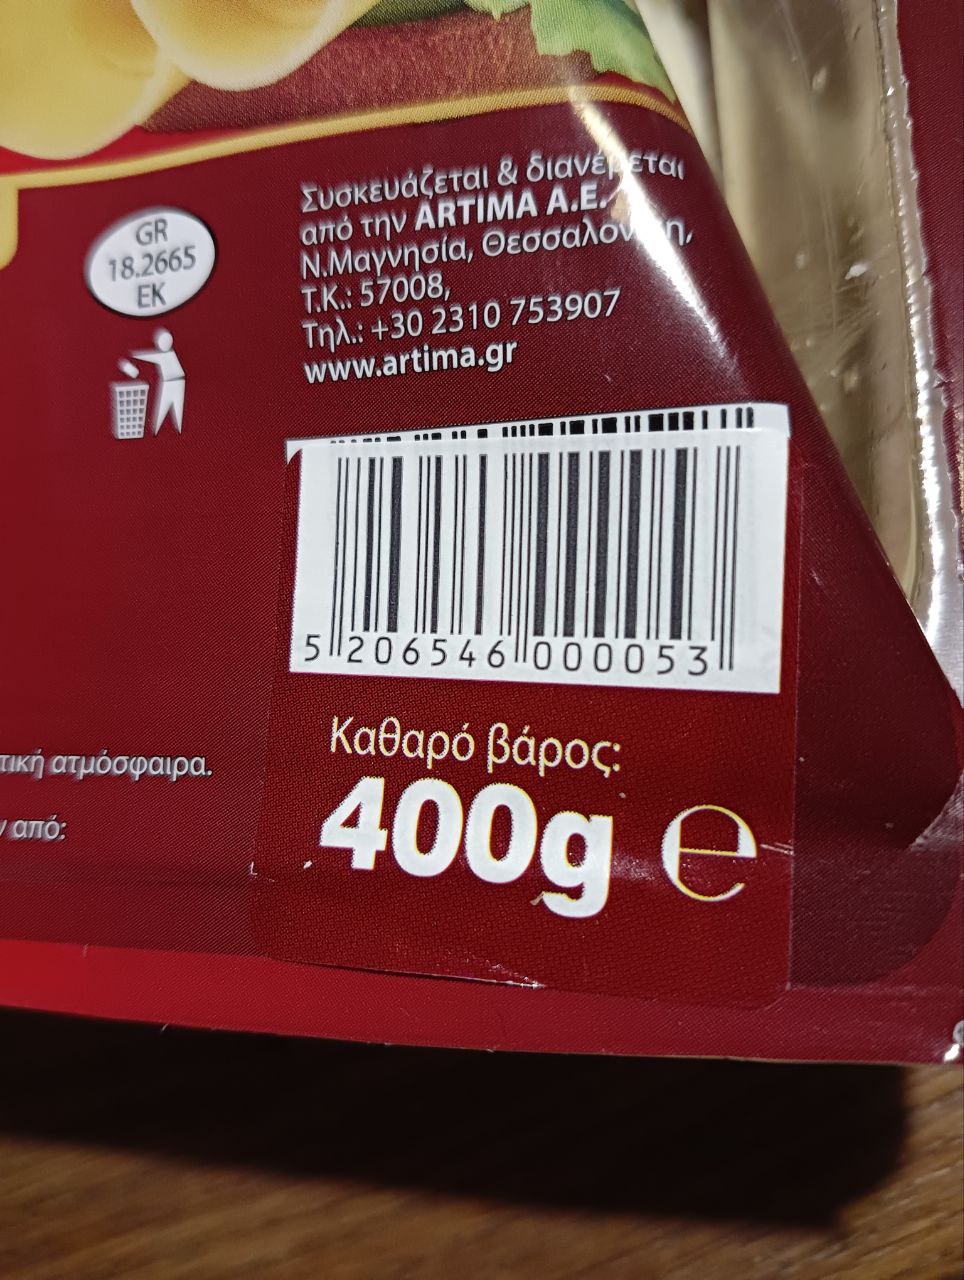 Συσκευάζεται & διανέμεται
από την ARTIMA A.E.
Ν.Μαγνησία, Θεσσαλονίκη,
Τ.Κ.: 57008,
Τηλ.: +30 2310 753907
www.artima.gr
GR
18.2665
EK
5 206546 000053
Καθαρό βάρος:
400g ℮
τική ατμόσφαιρα.
από: